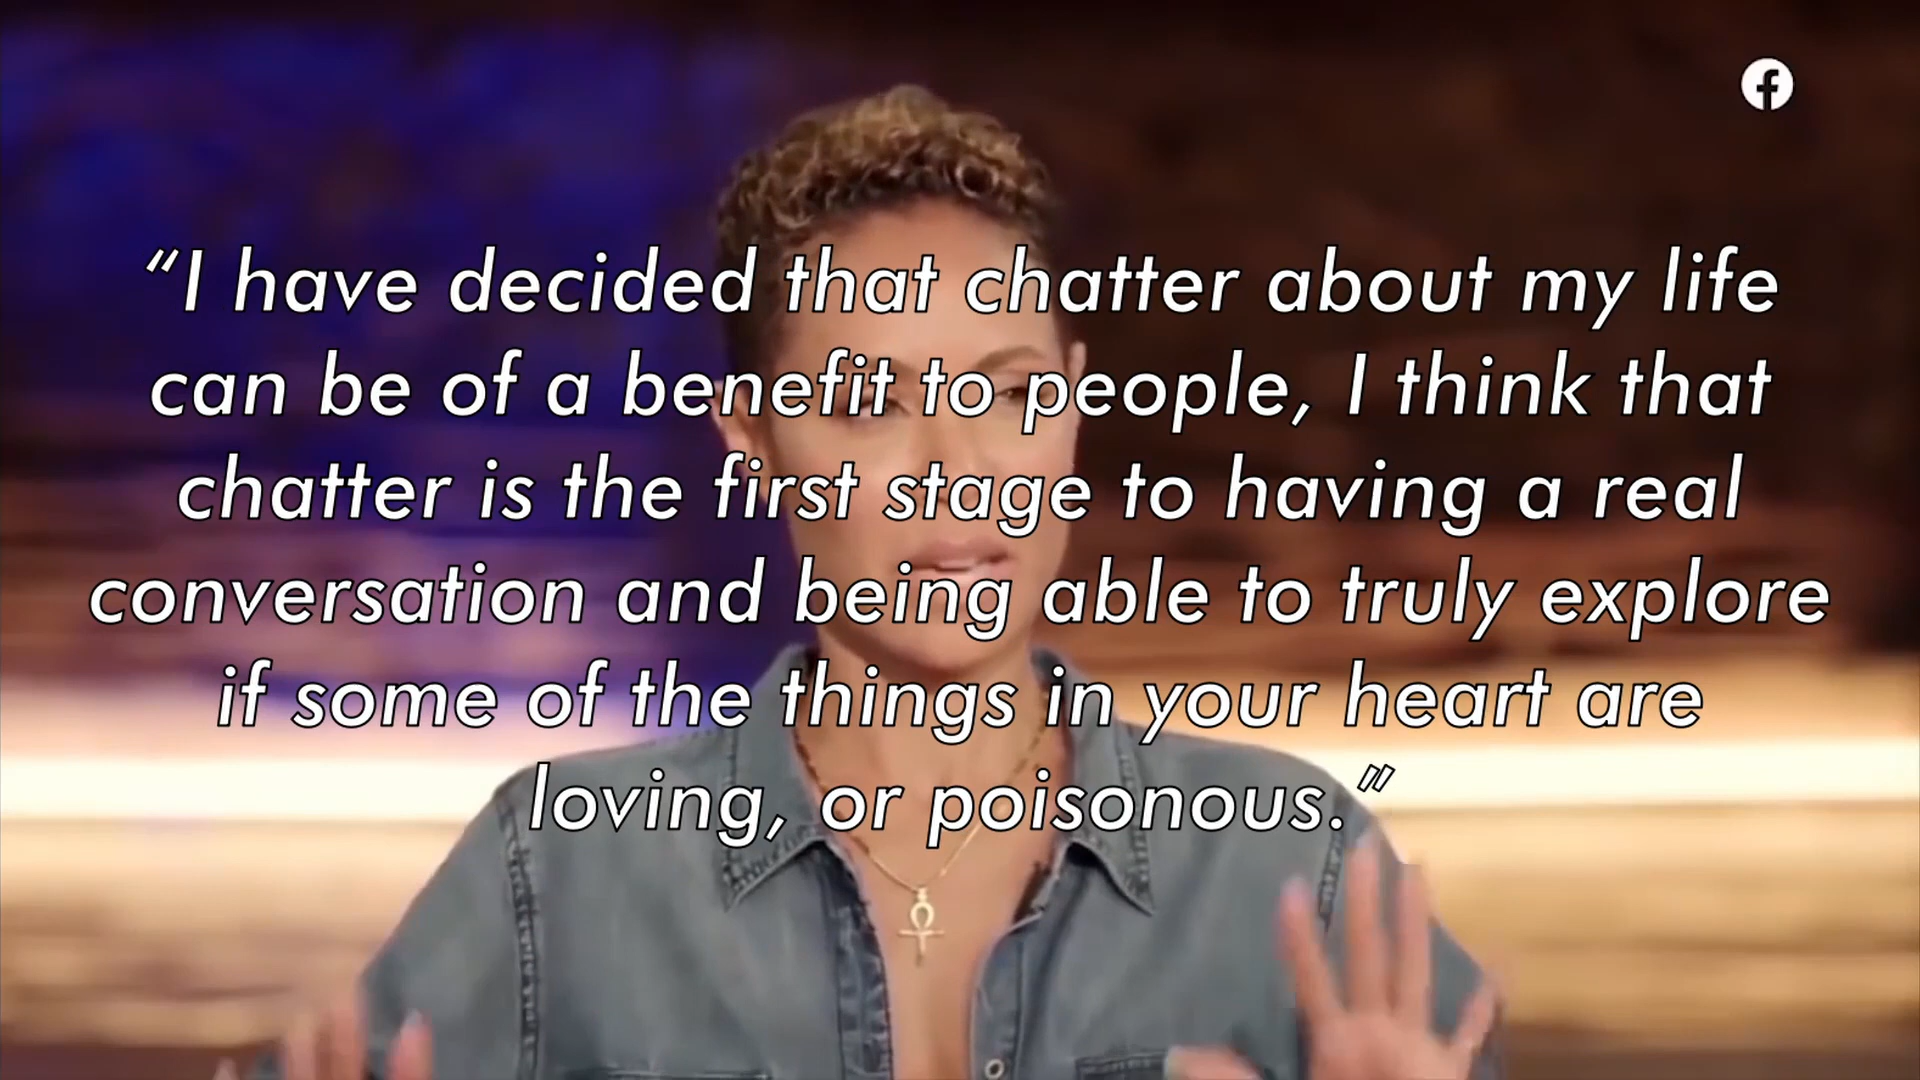 “I have decided that chatter about my life
can be of a benefit to people, I think that
chatter is the first stage to having a real
conversation and being able to truly explore
if some of the things in your heart are
loving, or poisonous.”